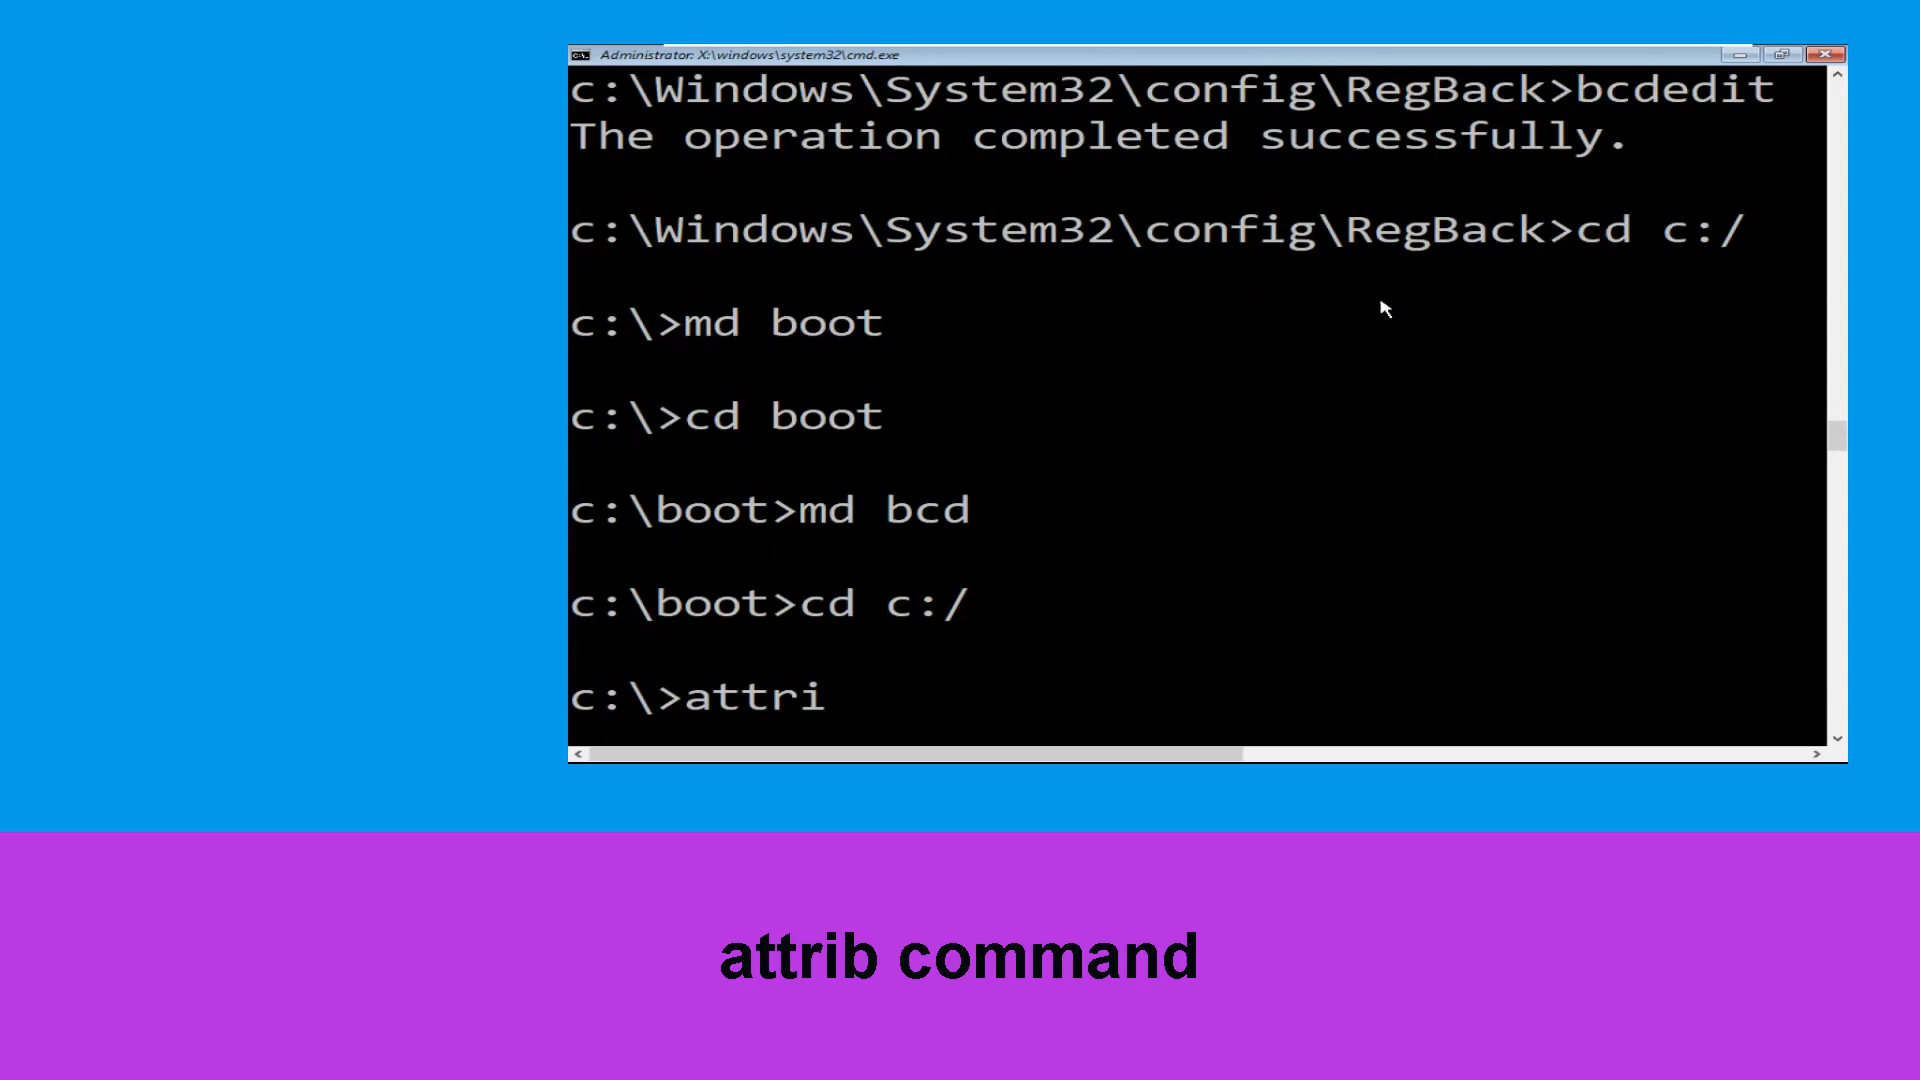 Administrator: X:\windows\system32\cmd.exe
c:\Windows\System32\config\RegBack>bcdedit
The operation completed successfully.
c:\Windows\System32\config\RegBack>cd c:/
c:\>md boot
c:\>cd boot
c:\boot>md bcd
c:\boot>cd c:/
c:\>attri
attrib command